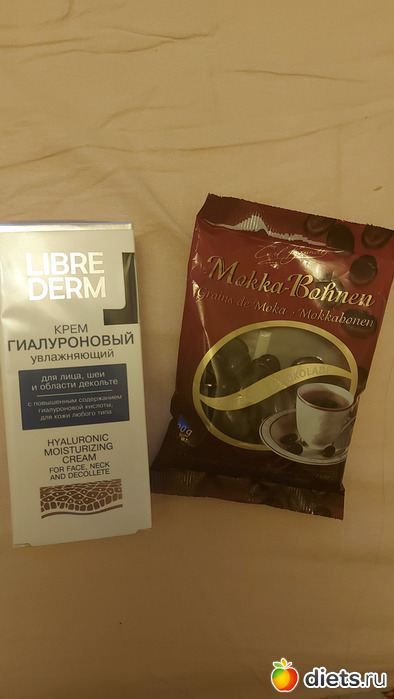 LIBRE
DERM
КРЕМ
ГИАЛУРОНОВЫЙ
увлажняющий
для лица, шеи
и области декольте
с повышенным содержанием
гиалуроновой кислоты,
для кожи любого типа
HYALURONIC
MOISTURIZING
CREAM
FOR FACE, NECK
AND DECOLLETE
Mokka-Bohnen
Grains de Moka · Mokkabonen
diets.ru